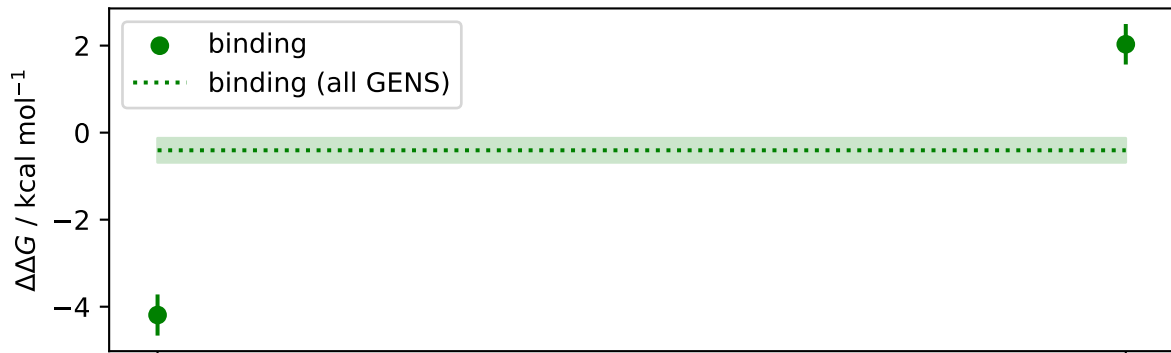 binding
binding (all GENS)
2
0
−2
−4
ΔΔG / kcal mol⁻¹